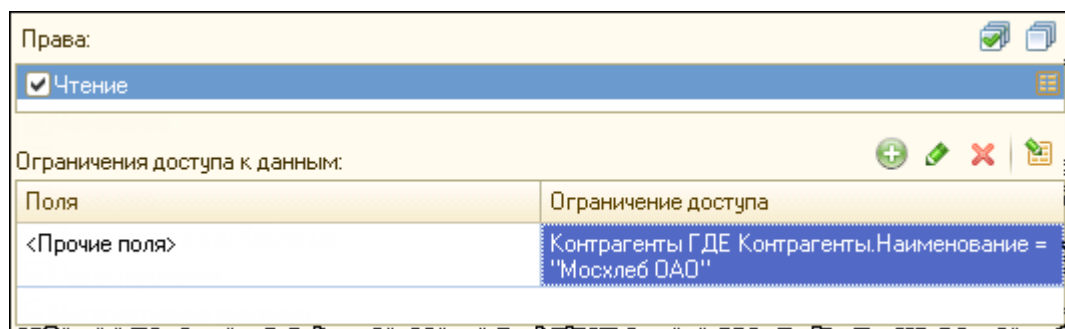 Права:
Чтение
Ограничения доступа к данным:
Поля
Ограничение доступа
<Прочие поля>
Контрагенты ГДЕ Контрагенты.Наименование =
"Мосхлеб ОАО"